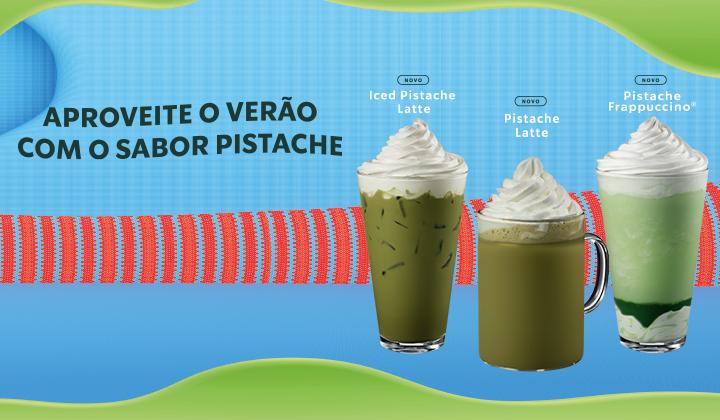 APROVEITE O VERÃO
COM O SABOR PISTACHE
NOVO
Iced Pistache
Latte
NOVO
Pistache
Latte
NOVO
Pistache
Frappuccino®